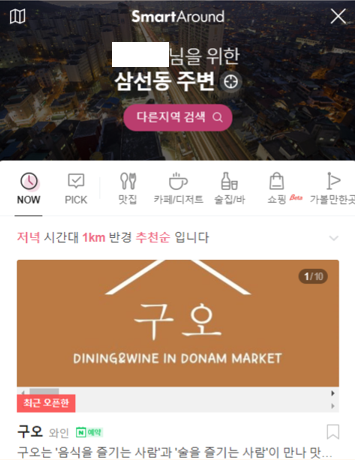 SmartAround
님을 위한
삼선동 주변
다른지역 검색
NOW
PICK
맛집
카페/디저트
술집/바
쇼핑 Beta
가볼만한곳
저녁 시간대 1km 반경 추천순 입니다
1/10
구오
DINING&WINE IN DONAM MARKET
최근 오픈한
구오 와인 N 예약
구오는 '음식을 즐기는 사람'과 '술을 즐기는 사람'이 만나 맛...